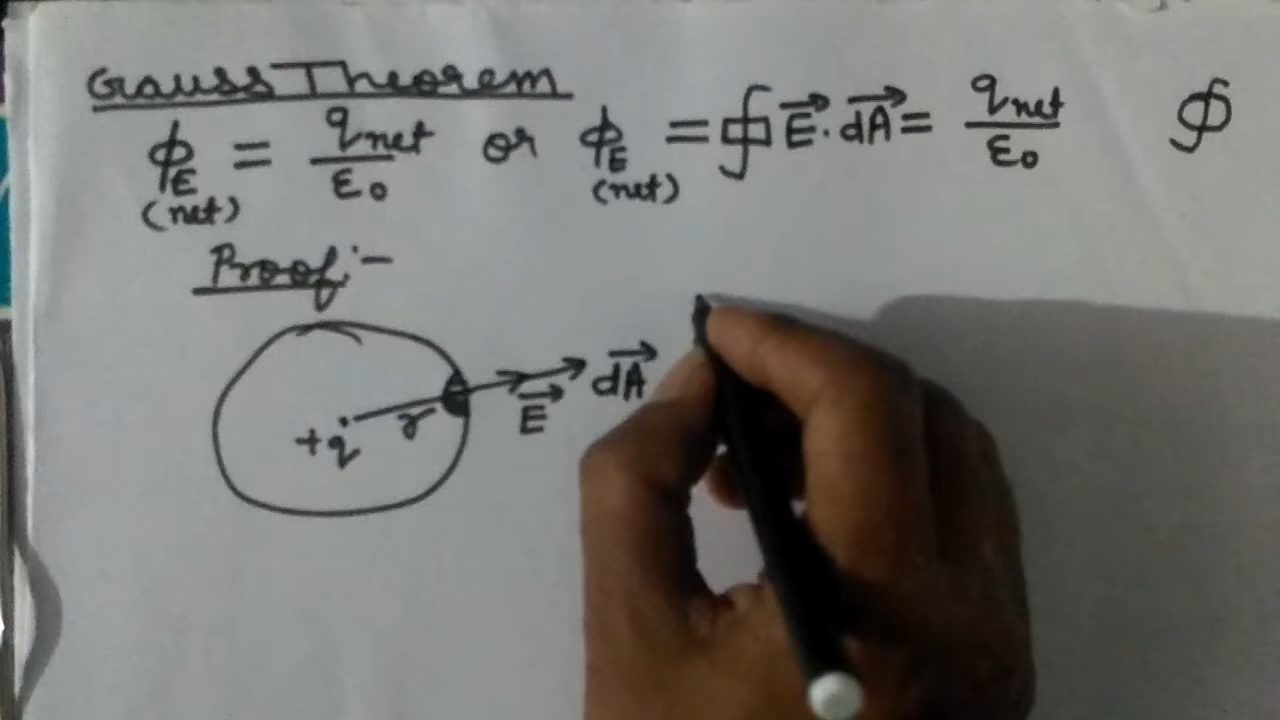 Gauss Theorem
ϕE (net) = qnet/ε0 or ϕE (net) = ∯ E⃗. dA⃗ = qnet/ε0 ∯
Proof:-
+q r E⃗ dA⃗